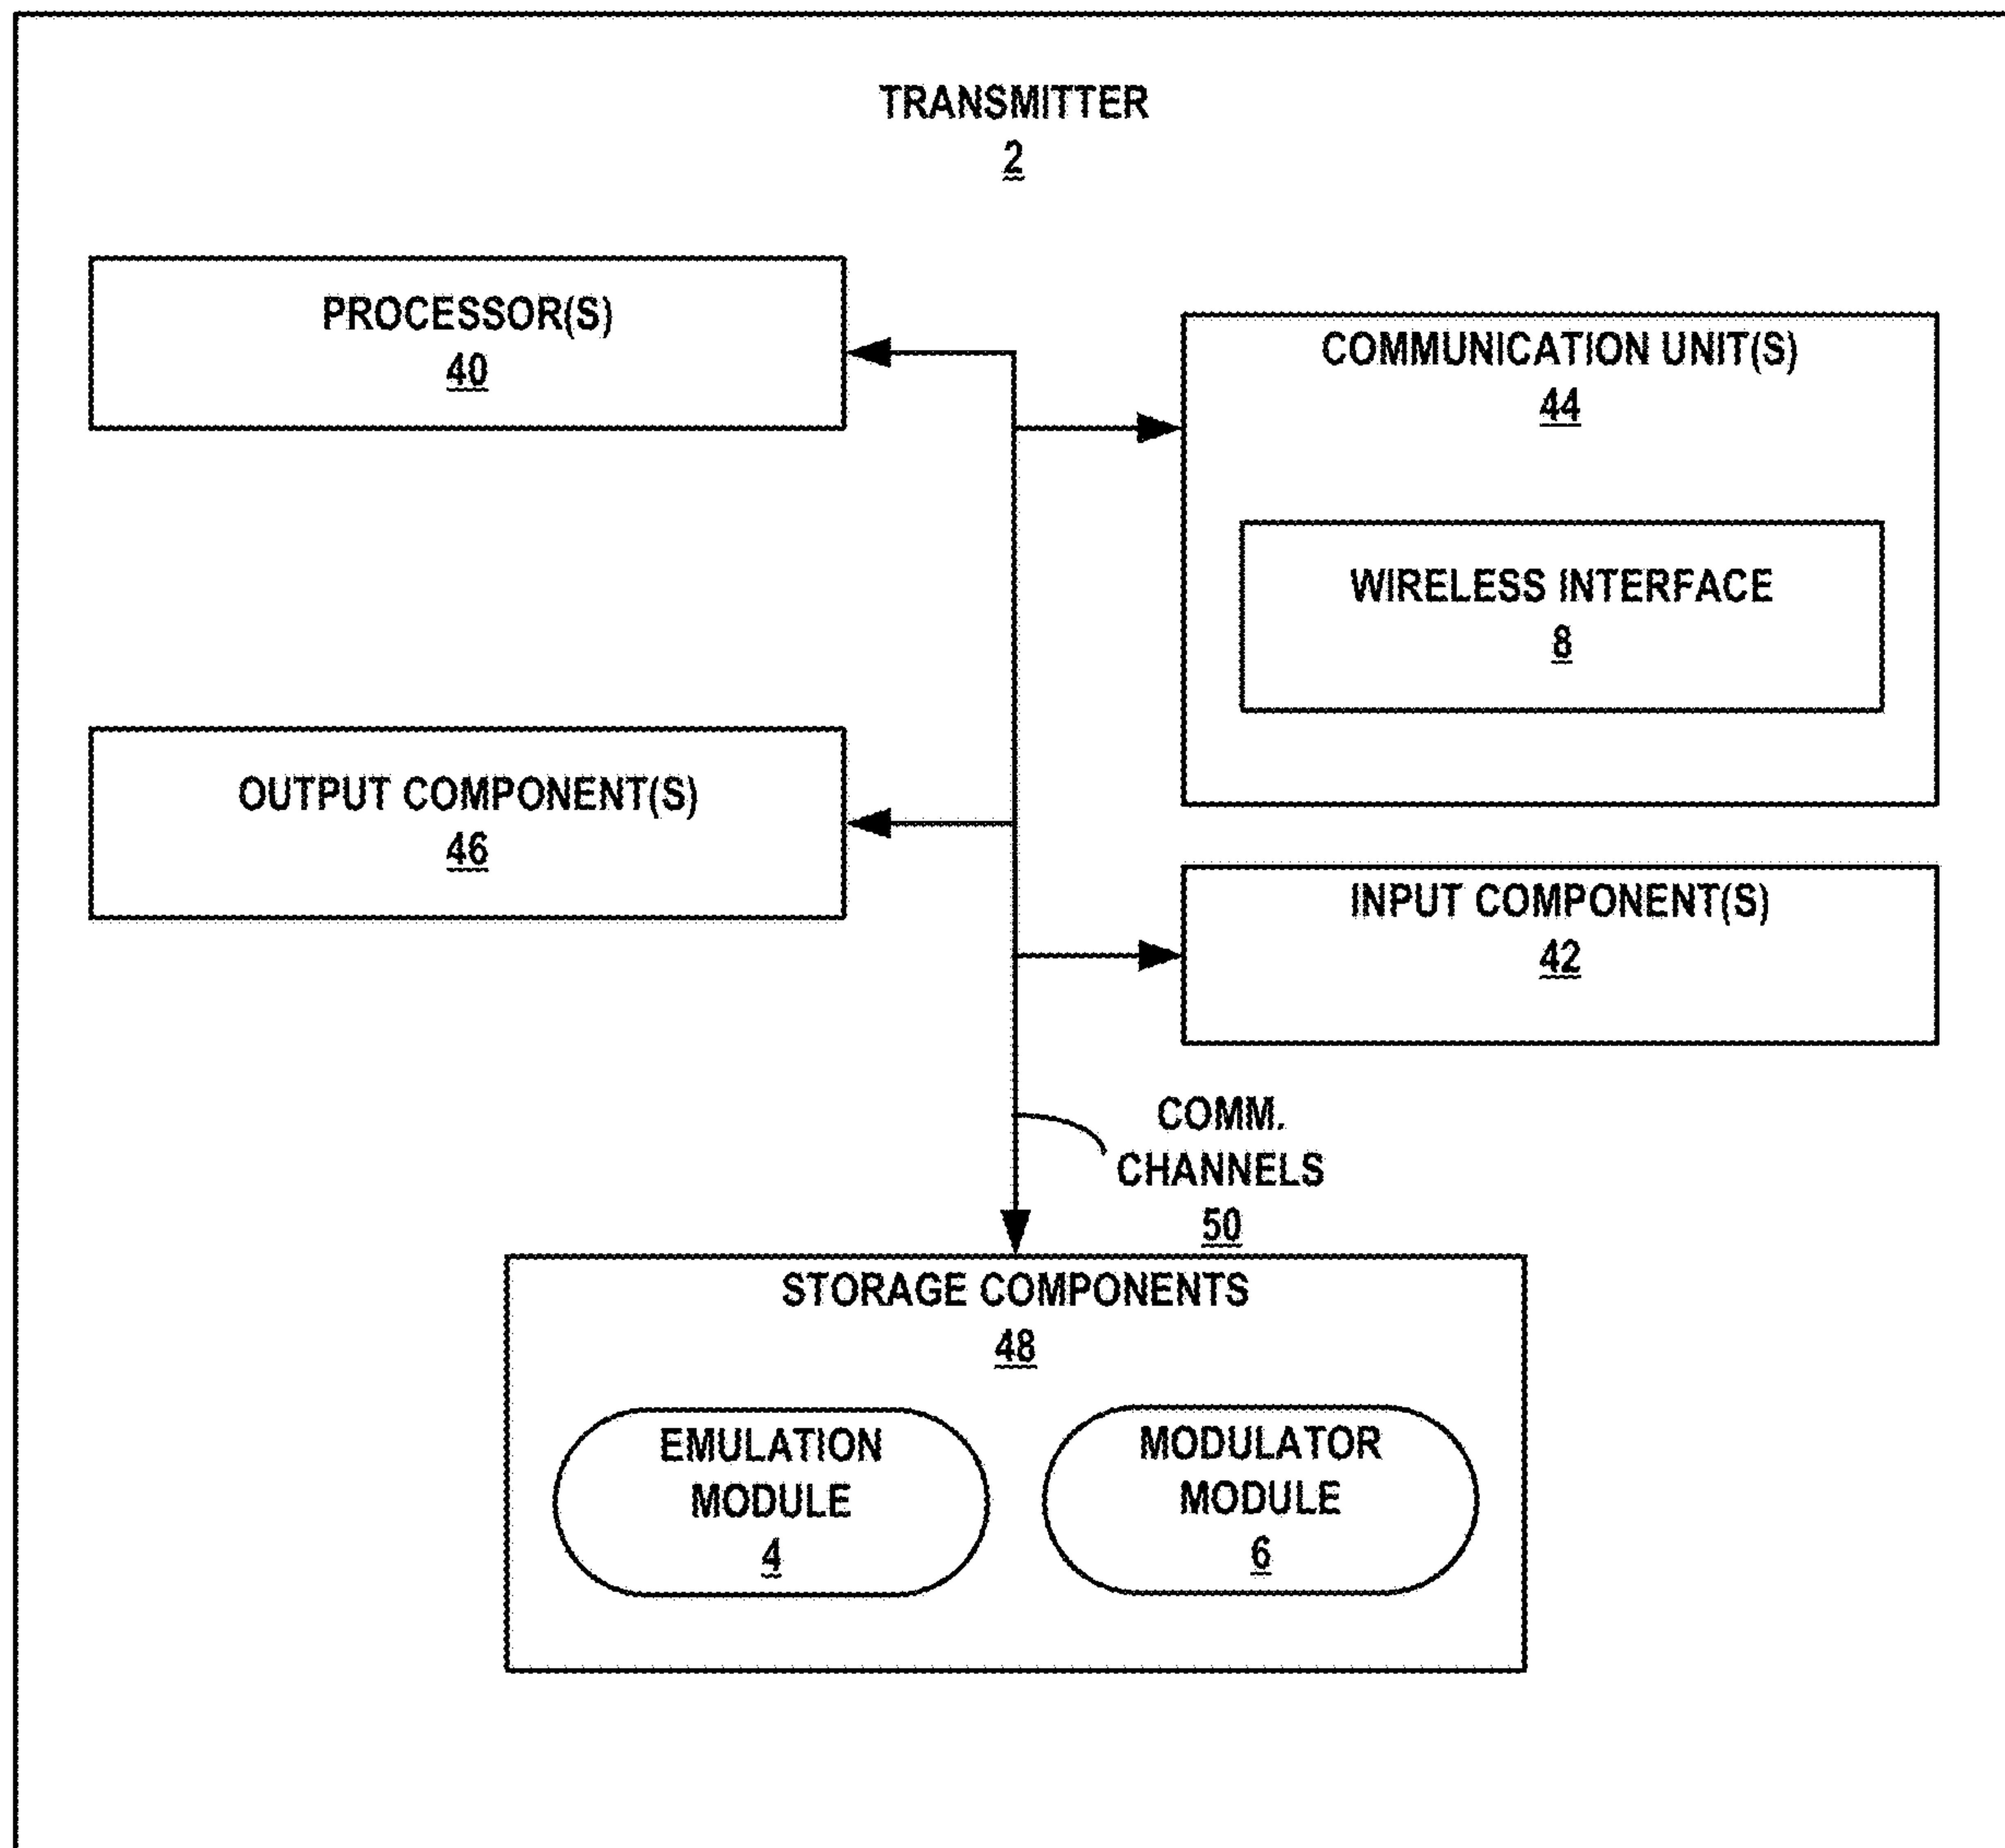 TRANSMITTER
2
PROCESSOR(S)
40
COMMUNICATION UNIT(S)
44
WIRELESS INTERFACE
8
OUTPUT COMPONENT(S)
46
INPUT COMPONENT(S)
42
COMM.
CHANNELS
50
STORAGE COMPONENTS
48
EMULATION
MODULE
4
MODULATOR
MODULE
6